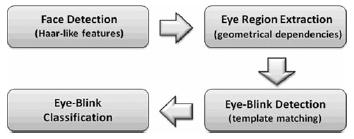 Face Detection
(Haar-like features)
Eye Region Extraction
(geometrical dependencies)
Eye-Blink Detection
(template matching)
Eye-Blink
Classification